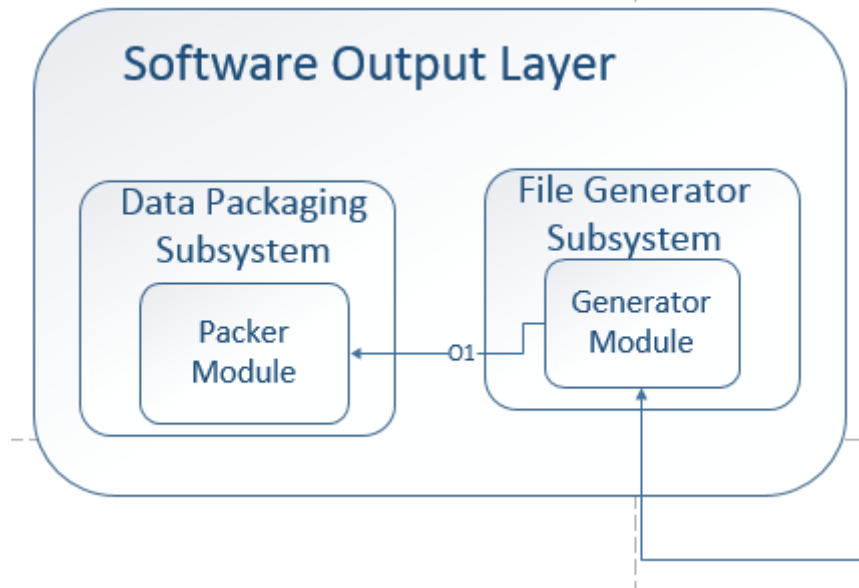 Software Output Layer
Data Packaging
Subsystem
Packer
Module
O1
File Generator
Subsystem
Generator
Module